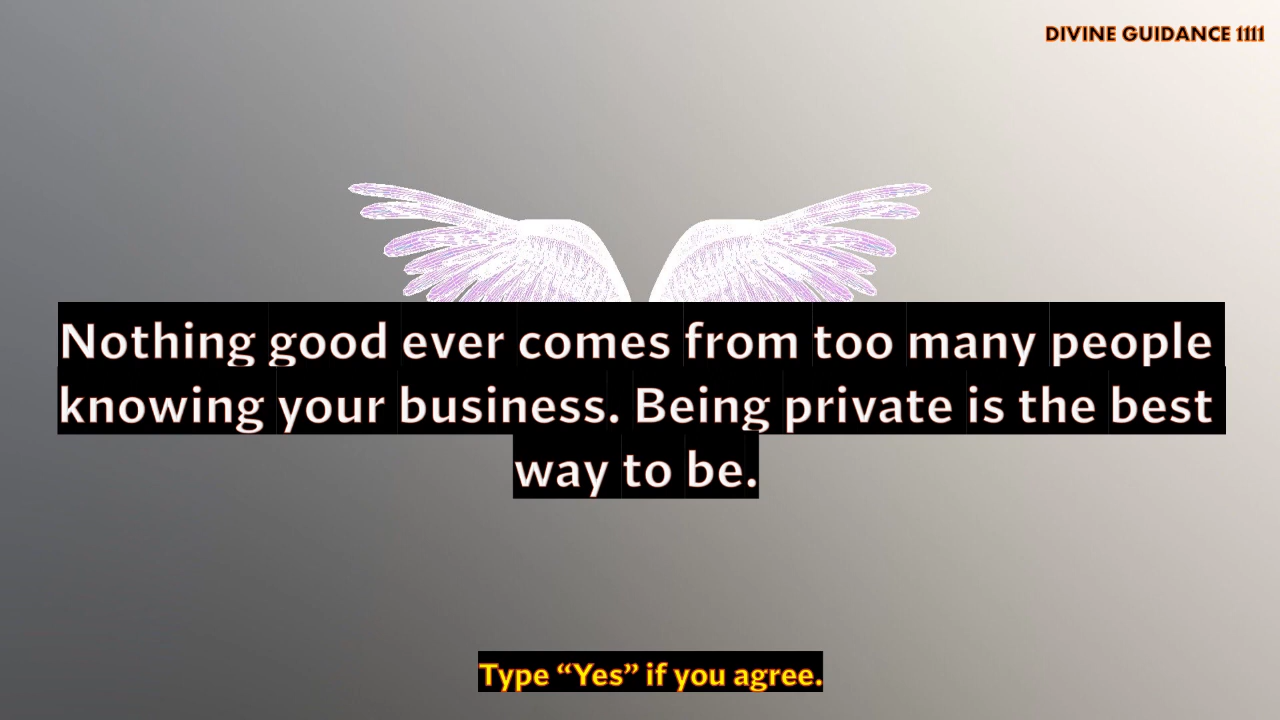 DIVINE GUIDANCE 1111
Nothing good ever comes from too many people
knowing your business. Being private is the best
way to be.
Type “Yes” if you agree.